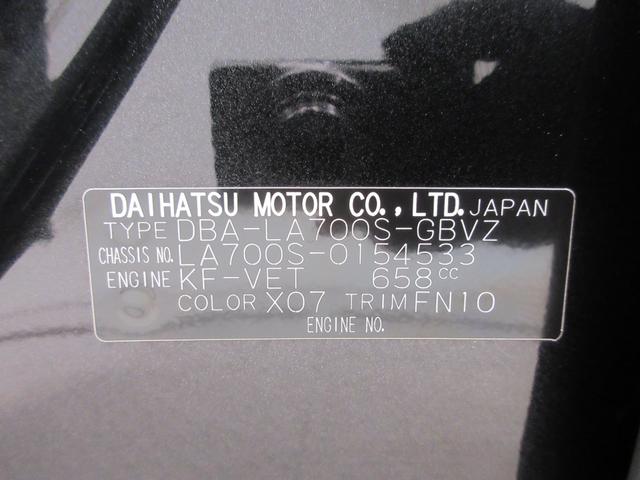 DAIHATSU MOTOR CO., LTD. JAPAN
TYPE DBA-LA700S-GBVZ
CHASSIS NO. LA700S-0154533
ENGINE KF-VET 658cc
COLOR X07 TRIM FN10
ENGINE NO.